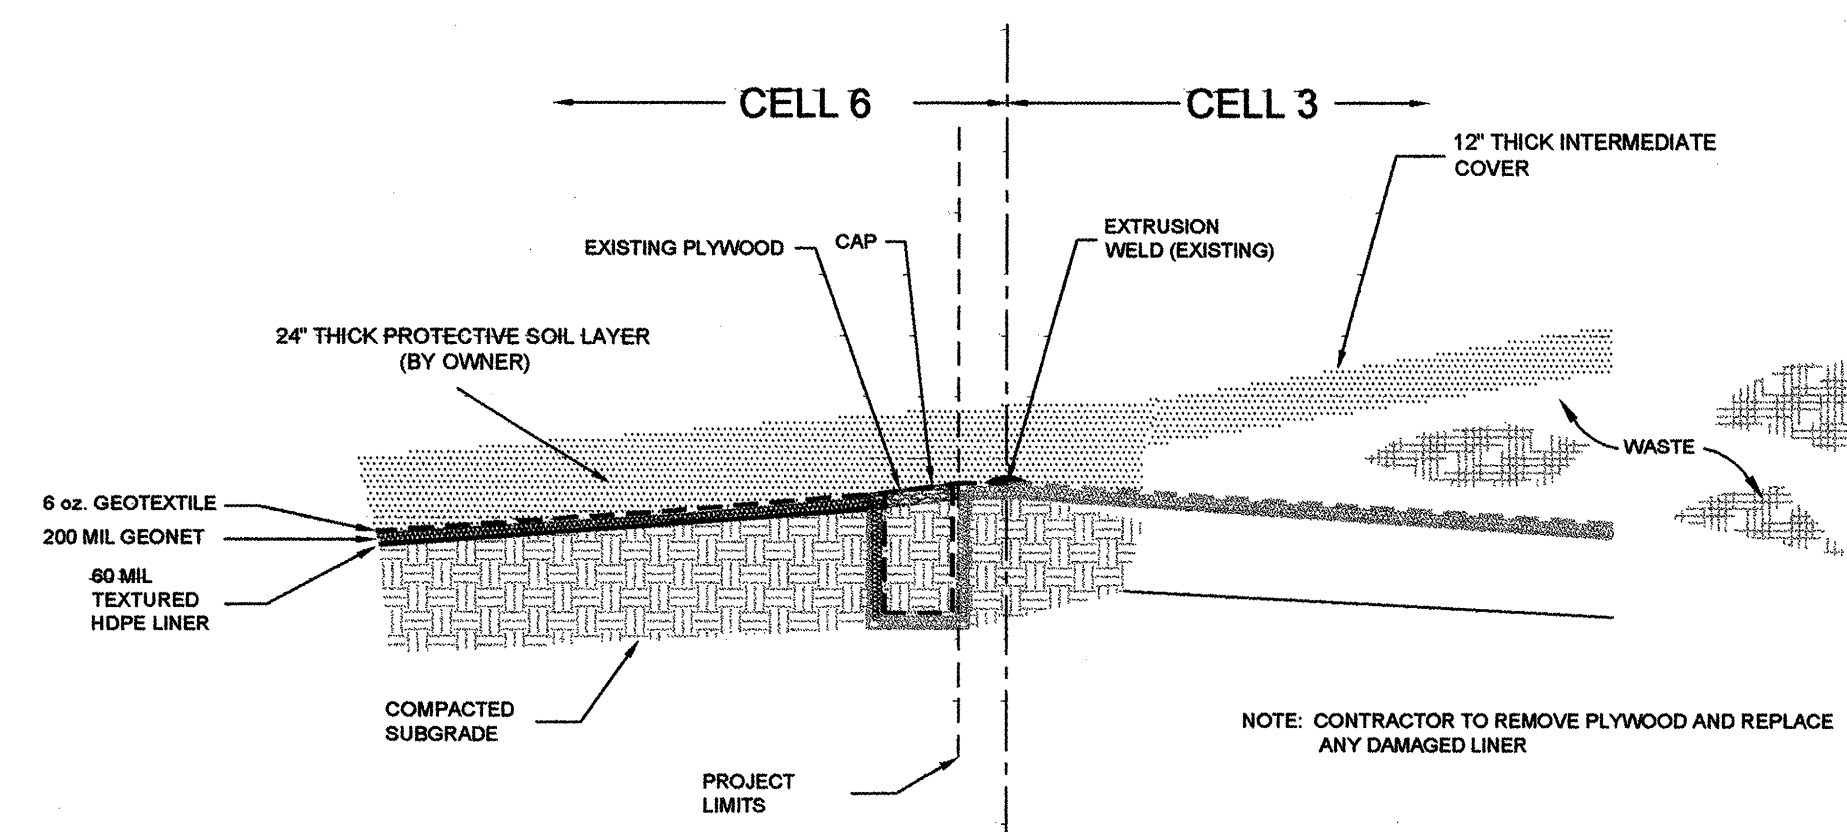 CELL 6
CELL 3
12" THICK INTERMEDIATE
COVER
EXTRUSION
WELD (EXISTING)
EXISTING PLYWOOD
CAP
24" THICK PROTECTIVE SOIL LAYER
(BY OWNER)
WASTE
6 oz. GEOTEXTILE
200 MIL GEONET
60 MIL
TEXTURED
HDPE LINER
COMPACTED
SUBGRADE
NOTE: CONTRACTOR TO REMOVE PLYWOOD AND REPLACE
ANY DAMAGED LINER
PROJECT
LIMITS